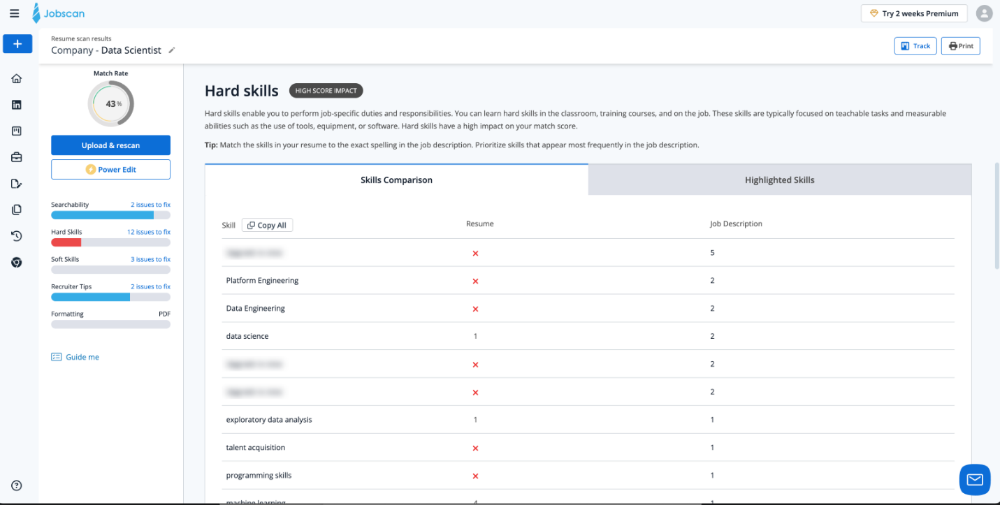 Jobscan
Try 2 weeks Premium
Resume scan results
Company - Data Scientist
Track
Print
Match Rate
43 %
Upload & rescan
Power Edit
Searchability 2 issues to fix
Hard Skills 12 issues to fix
Soft Skills 3 issues to fix
Recruiter Tips 2 issues to fix
Formatting PDF
Guide me
Hard skills HIGH SCORE IMPACT
Hard skills enable you to perform job-specific duties and responsibilities. You can learn hard skills in the classroom, training courses, and on the job. These skills are typically focused on teachable tasks and measurable
abilities such as the use of tools, equipment, or software. Hard skills have a high impact on your match score.
Tip: Match the skills in your resume to the exact spelling in the job description. Prioritize skills that appear most frequently in the job description.
Skills Comparison Highlighted Skills
Skill Copy All Resume Job Description
5
Platform Engineering 2
Data Engineering 2
data science 1 2
2
2
exploratory data analysis 1 1
talent acquisition 1
programming skills 1
machine learning 4 1